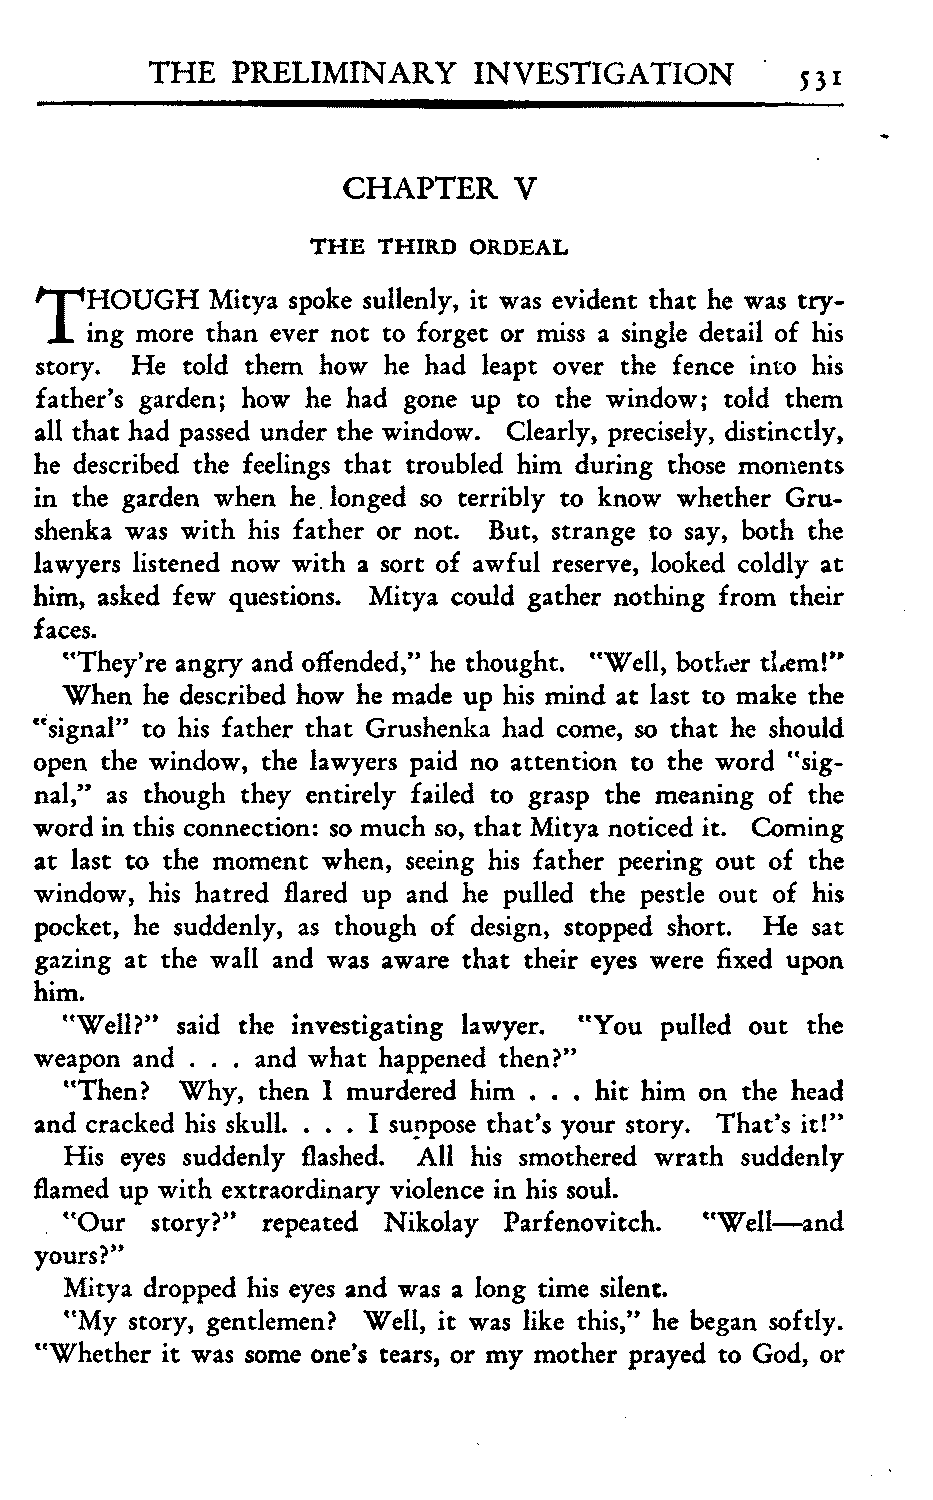 THE PRELIMINARY INVESTIGATION 531
CHAPTER V
THE THIRD ORDEAL
THOUGH Mitya spoke sullenly, it was evident that he was try-
ing more than ever not to forget or miss a single detail of his
story. He told them how he had leapt over the fence into his
father's garden; how he had gone up to the window; told them
all that had passed under the window. Clearly, precisely, distinctly,
he described the feelings that troubled him during those moments
in the garden when he longed so terribly to know whether Gru-
shenka was with his father or not. But, strange to say, both the
lawyers listened now with a sort of awful reserve, looked coldly at
him, asked few questions. Mitya could gather nothing from their
faces.
"They're angry and offended," he thought. "Well, bother them!"
When he described how he made up his mind at last to make the
"signal" to his father that Grushenka had come, so that he should
open the window, the lawyers paid no attention to the word "sig-
nal," as though they entirely failed to grasp the meaning of the
word in this connection: so much so, that Mitya noticed it. Coming
at last to the moment when, seeing his father peering out of the
window, his hatred flared up and he pulled the pestle out of his
pocket, he suddenly, as though of design, stopped short. He sat
gazing at the wall and was aware that their eyes were fixed upon
him.
"Well?" said the investigating lawyer. "You pulled out the
weapon and . . . and what happened then?"
"Then? Why, then I murdered him . . . hit him on the head
and cracked his skull. . . . I suppose that's your story. That's it!"
His eyes suddenly flashed. All his smothered wrath suddenly
flamed up with extraordinary violence in his soul.
"Our story?" repeated Nikolay Parfenovitch. "Well—and
yours?"
Mitya dropped his eyes and was a long time silent.
"My story, gentlemen? Well, it was like this," he began softly.
"Whether it was some one's tears, or my mother prayed to God, or